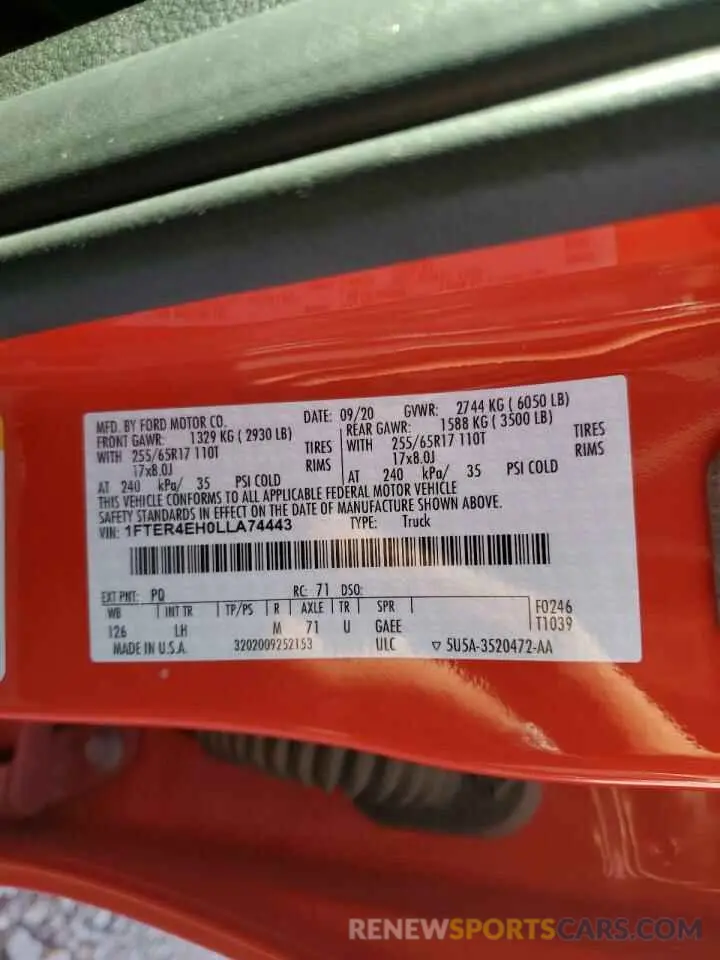 MFD. BY FORD MOTOR CO. DATE: 09/20 GVWR: 2744 KG ( 6050 LB)
FRONT GAWR: 1329 KG ( 2930 LB) REAR GAWR: 1588 KG ( 3500 LB)
WITH 255/65R17 110T TIRES WITH 255/65R17 110T TIRES
17x8.0J RIMS 17x8.0J RIMS
AT 240 kPa/ 35 PSI COLD AT 240 kPa/ 35 PSI COLD
THIS VEHICLE CONFORMS TO ALL APPLICABLE FEDERAL MOTOR VEHICLE
SAFETY STANDARDS IN EFFECT ON THE DATE OF MANUFACTURE SHOWN ABOVE.
VIN: 1FTER4EH0LLA74443 TYPE: Truck
EXT PNT: PQ RC: 71 DSO:
WB INT TR TP/PS R AXLE TR SPR F0246
126 LH M 71 U GAEE T1039
MADE IN U.S.A. 3202009252153 ULC ▽ 5U5A-3520472-AA
RENEWSPORTSCARS.COM